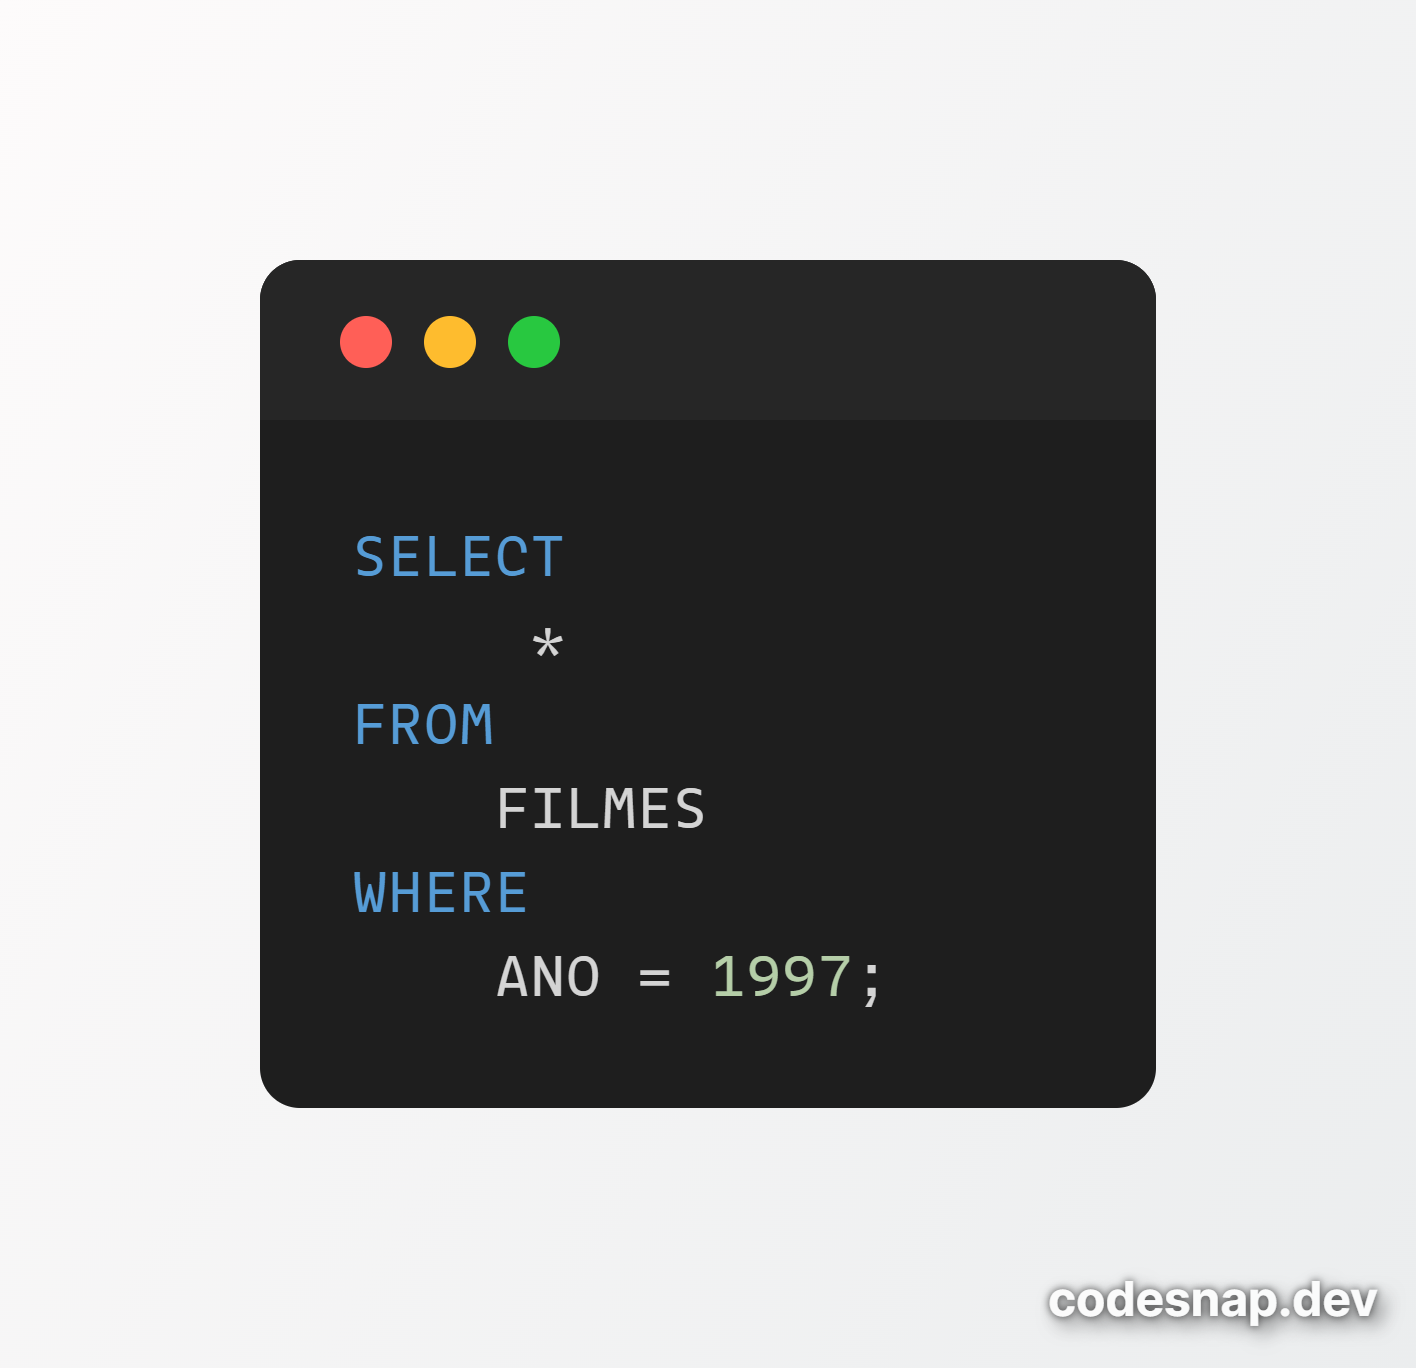 SELECT
     *
FROM
    FILMES
WHERE
    ANO = 1997;
codesnap.dev